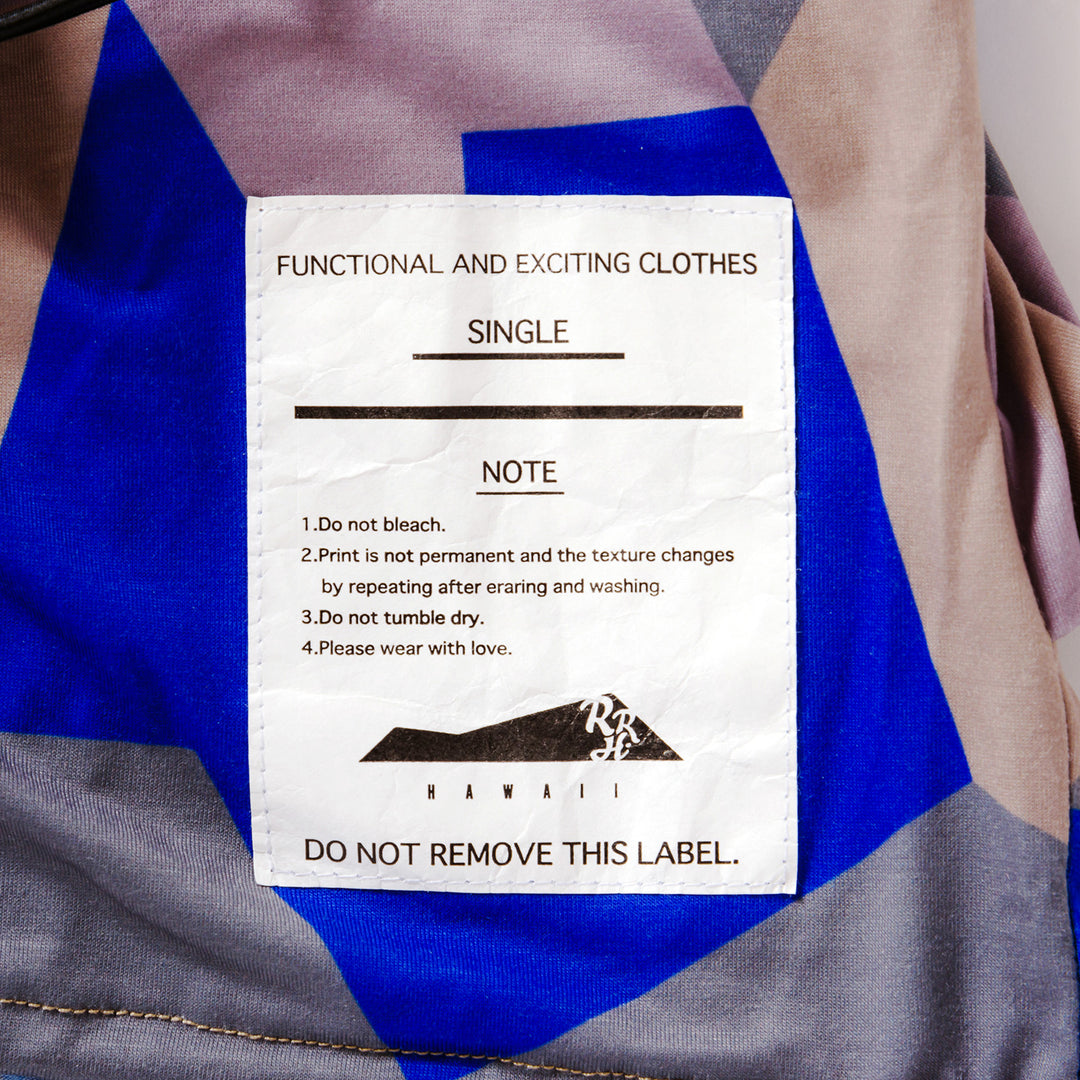 FUNCTIONAL AND EXCITING CLOTHES
SINGLE
NOTE
1.Do not bleach.
2.Print is not permanent and the texture changes
by repeating after eraring and washing.
3.Do not tumble dry.
4.Please wear with love.
RRHi
HAWAII
DO NOT REMOVE THIS LABEL.